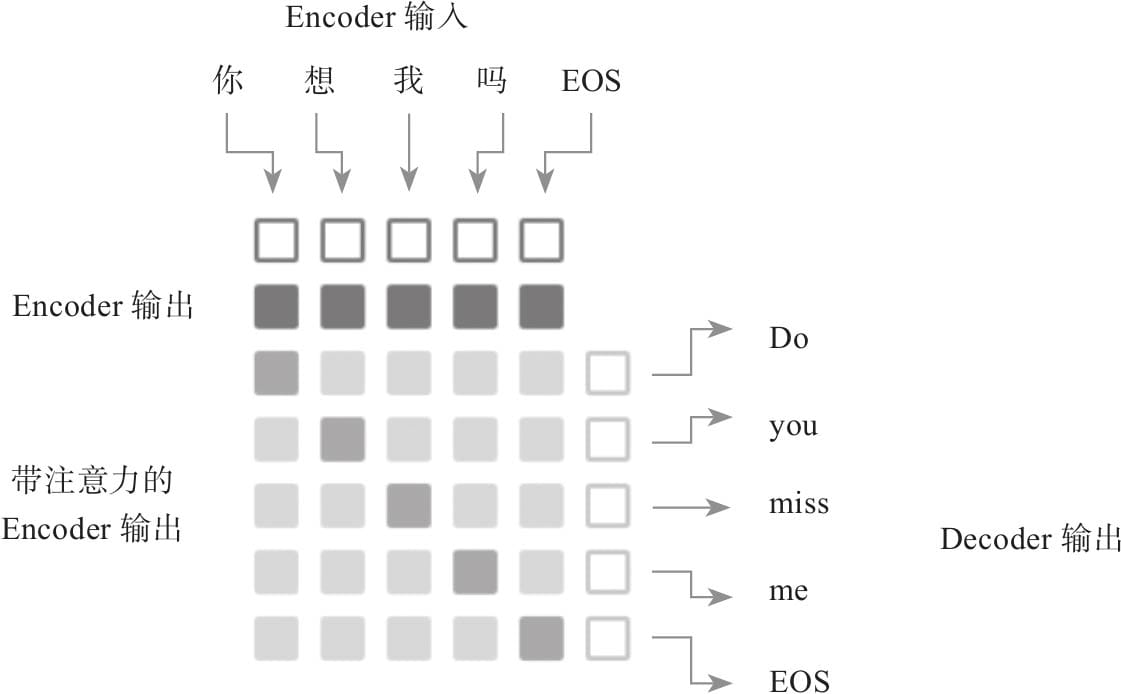 Encoder 输入
你 想 我 吗 EOS
Encoder 输出
Do
you
带注意力的
Encoder 输出
miss
Decoder 输出
me
EOS